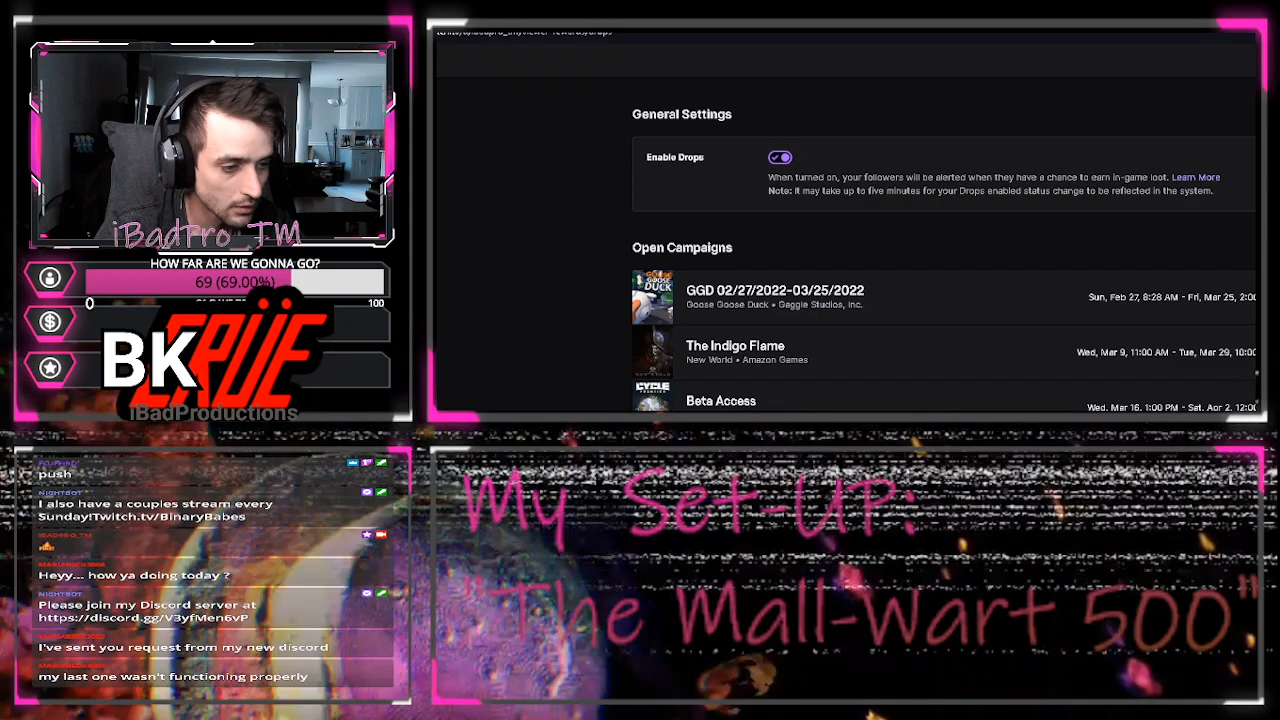 iBadPro_TM
HOW FAR ARE WE GONNA GO?
69 (69.00%)
0
100
BK
CRÜE
iBadProductions
General Settings
Enable Drops
When turned on, your followers will be alerted when they have a chance to earn in-game loot. Learn More
Note: It may take up to five minutes for your Drops enabled status change to be reflected in the system.
Open Campaigns
GGD 02/27/2022-03/25/2022
Goose Goose Duck • Gaggle Studios, Inc.
Sun, Feb 27, 8:28 AM - Fri, Mar 25, 2:00
The Indigo Flame
New World • Amazon Games
Wed, Mar 9, 11:00 AM - Tue, Mar 29, 10:00
Beta Access
Wed, Mar 16, 1:00 PM - Sat, Apr 2, 12:00
push
NIGHTBOT
I also have a couples stream every
Sunday!Twitch.tv/BinaryBabes
IBADPRO_TM
Heyy... how ya doing today ?
NIGHTBOT
Please join my Discord server at
https://discord.gg/V3yfMen6vP
I've sent you request from my new discord
my last one wasn't functioning properly
My Set-UP:
"The Mall-Wart 500"